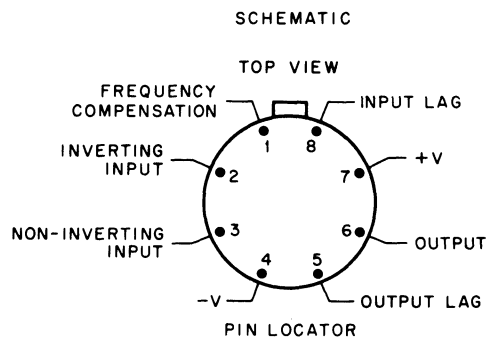 SCHEMATIC
TOP VIEW
FREQUENCY
COMPENSATION
INPUT LAG
1
8
INVERTING
INPUT
2
7
+V
NON-INVERTING
INPUT
3
6
OUTPUT
4
5
-V
OUTPUT LAG
PIN LOCATOR